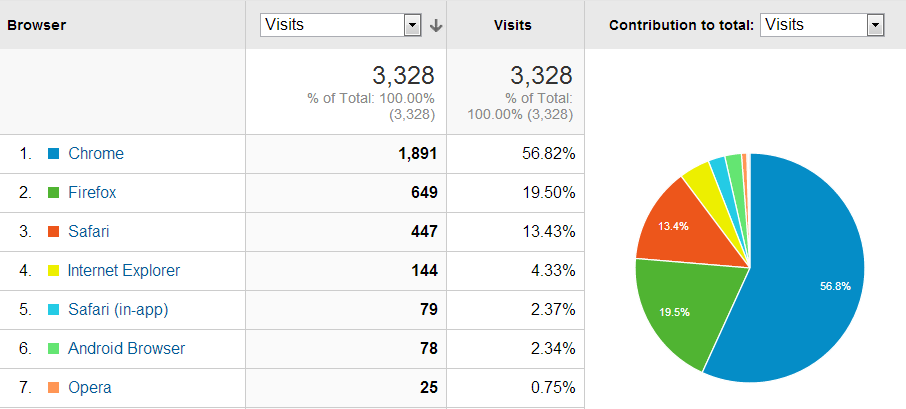 Browser Visits Visits Contribution to total: Visits
3,328 3,328
% of Total: 100.00% % of Total:
(3,328) 100.00% (3,328)
1. Chrome 1,891 56.82%
2. Firefox 649 19.50%
3. Safari 447 13.43%
4. Internet Explorer 144 4.33%
5. Safari (in-app) 79 2.37%
6. Android Browser 78 2.34%
7. Opera 25 0.75%
13.4%
56.8%
19.5%